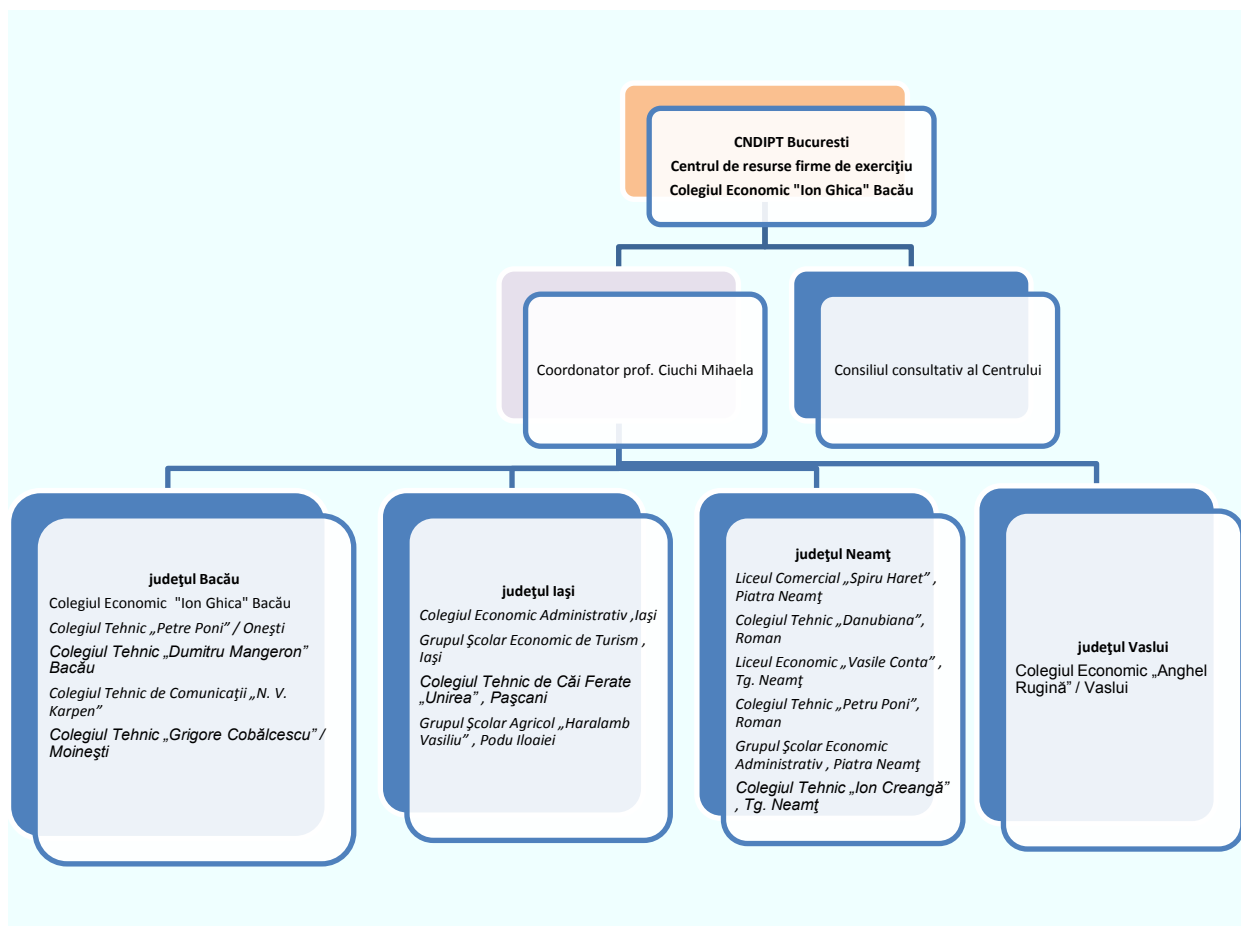 CNDIPT Bucuresti
Centrul de resurse firme de exerciţiu
Colegiul Economic "Ion Ghica" Bacău
Coordonator prof. Ciuchi Mihaela
Consiliul consultativ al Centrului
judeţul Bacău
Colegiul Economic "Ion Ghica" Bacău
Colegiul Tehnic „Petre Poni” / Oneşti
Colegiul Tehnic „Dumitru Mangeron”
Bacău
Colegiul Tehnic de Comunicaţii „N. V.
Karpen”
Colegiul Tehnic „Grigore Cobălcescu” /
Moineşti
judeţul Iaşi
Colegiul Economic Administrativ ,Iaşi
Grupul Şcolar Economic de Turism ,
Iaşi
Colegiul Tehnic de Căi Ferate
„Unirea” , Paşcani
Grupul Şcolar Agricol „Haralamb
Vasiliu” , Podu Iloaiei
judeţul Neamţ
Liceul Comercial „Spiru Haret” ,
Piatra Neamţ
Colegiul Tehnic „Danubiana”,
Roman
Liceul Economic „Vasile Conta” ,
Tg. Neamţ
Colegiul Tehnic „Petru Poni”,
Roman
Grupul Şcolar Economic
Administrativ , Piatra Neamţ
Colegiul Tehnic „Ion Creangă”
, Tg. Neamţ
judeţul Vaslui
Colegiul Economic „Anghel
Rugină” / Vaslui